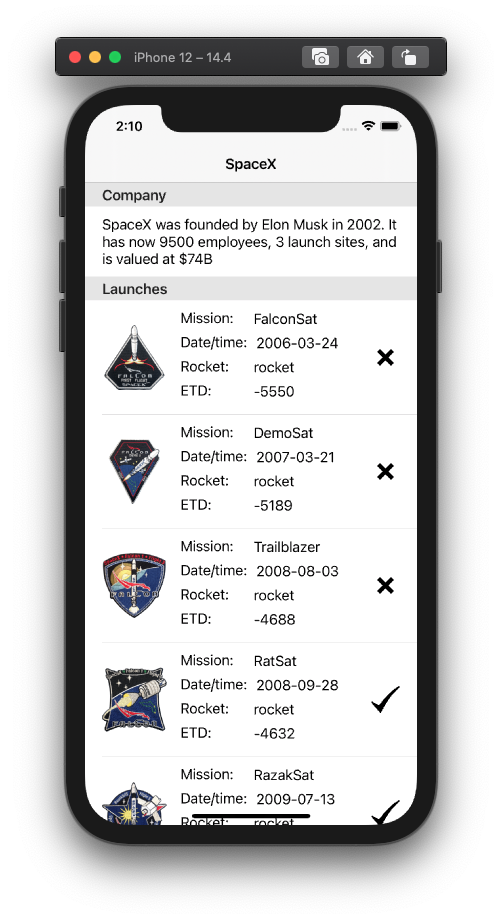 iPhone 12 – 14.4
2:10
SpaceX
Company
SpaceX was founded by Elon Musk in 2002. It
has now 9500 employees, 3 launch sites, and
is valued at $74B
Launches
Mission: FalconSat
Date/time: 2006-03-24
Rocket: rocket
ETD: -5550
FALCON
FIRST FLIGHT
SPACEX
Mission: DemoSat
Date/time: 2007-03-21
Rocket: rocket
ETD: -5189
FALCON
Mission: Trailblazer
Date/time: 2008-08-03
Rocket: rocket
ETD: -4688
FALCON
Mission: RatSat
Date/time: 2008-09-28
Rocket: rocket
ETD: -4632
FALCON
Mission: RazakSat
Date/time: 2009-07-13
Rocket: rocket